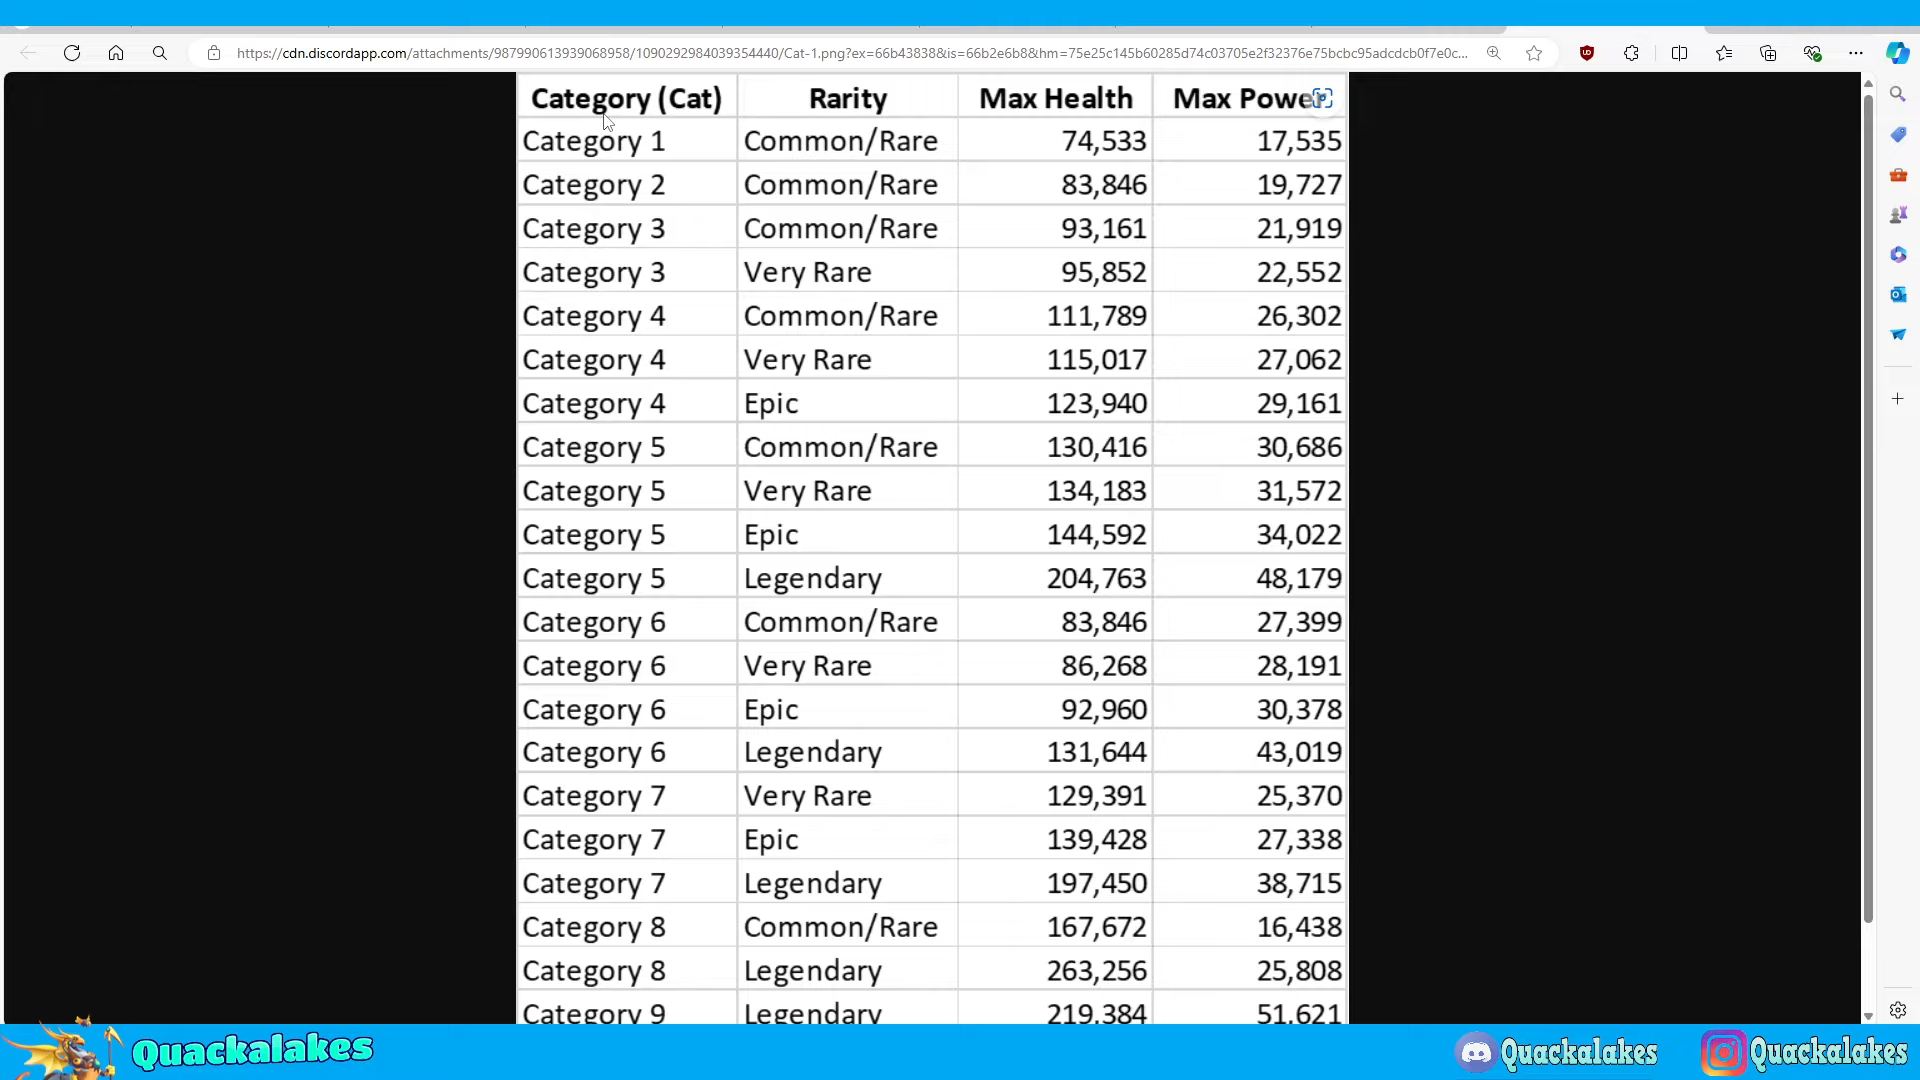 https://cdn.discordapp.com/attachments/987990613939068958/1090292984039354440/Cat-1.png?ex=66b43838&is=66b2e6b8&hm=75e25c145b60285d74c03705e2f32376e75bcbc95adcdcb0f7e0c...
Category (Cat) Rarity Max Health Max Power
Category 1 Common/Rare 74,533 17,535
Category 2 Common/Rare 83,846 19,727
Category 3 Common/Rare 93,161 21,919
Category 3 Very Rare 95,852 22,552
Category 4 Common/Rare 111,789 26,302
Category 4 Very Rare 115,017 27,062
Category 4 Epic 123,940 29,161
Category 5 Common/Rare 130,416 30,686
Category 5 Very Rare 134,183 31,572
Category 5 Epic 144,592 34,022
Category 5 Legendary 204,763 48,179
Category 6 Common/Rare 83,846 27,399
Category 6 Very Rare 86,268 28,191
Category 6 Epic 92,960 30,378
Category 6 Legendary 131,644 43,019
Category 7 Very Rare 129,391 25,370
Category 7 Epic 139,428 27,338
Category 7 Legendary 197,450 38,715
Category 8 Common/Rare 167,672 16,438
Category 8 Legendary 263,256 25,808
Category 9 Legendary 219,384 51,621
Quackalakes Quackalakes Quackalakes